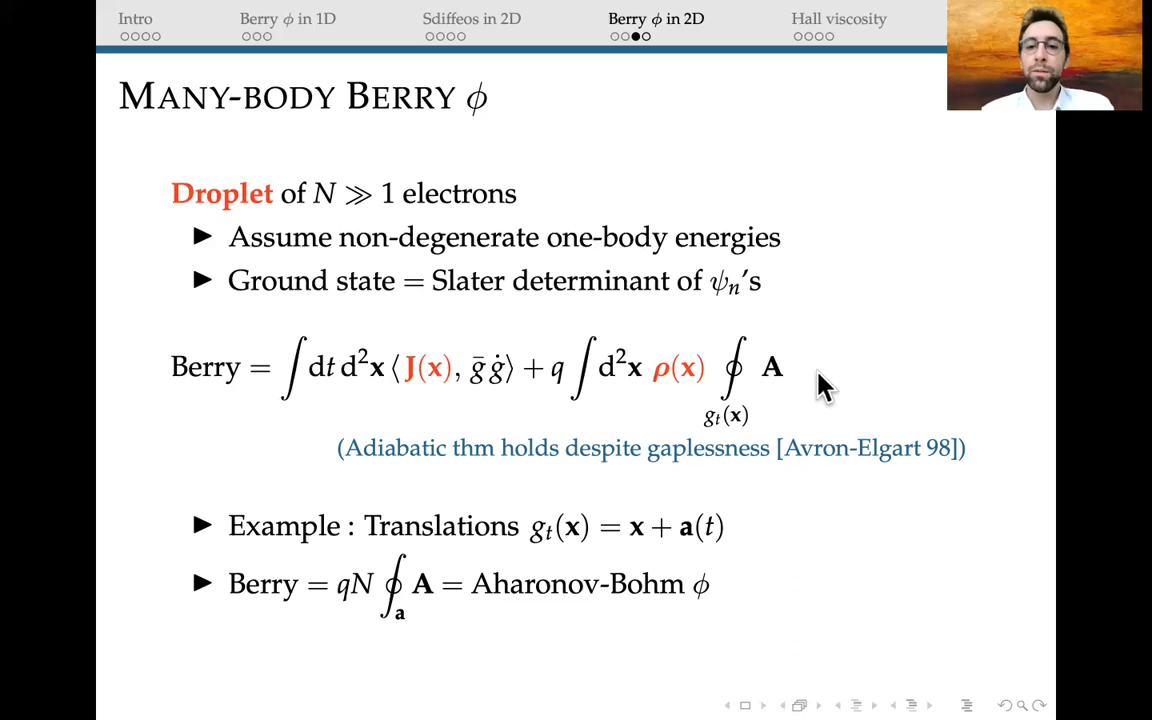 Intro Berry ϕ in 1D Sdiffeos in 2D Berry ϕ in 2D Hall viscosity
MANY-BODY BERRY ϕ
Droplet of N ≫ 1 electrons
▶ Assume non-degenerate one-body energies
▶ Ground state = Slater determinant of ψₙ's
Berry = ∫ dt d²x ⟨J(x), ḡ ġ⟩ + q ∫ d²x ρ(x) ∮ A
gₜ(x)
(Adiabatic thm holds despite gaplessness [Avron-Elgart 98])
▶ Example : Translations gₜ(x) = x + a(t)
▶ Berry = qN ∮ A = Aharonov-Bohm ϕ
a